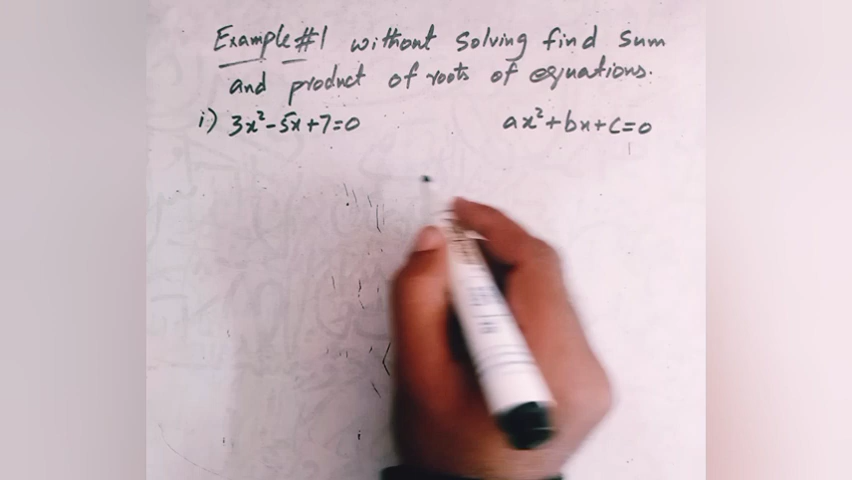 Example #1 without solving find sum
and product of roots of equations.
i) 3x²-5x+7=0 ax²+bx+c=0